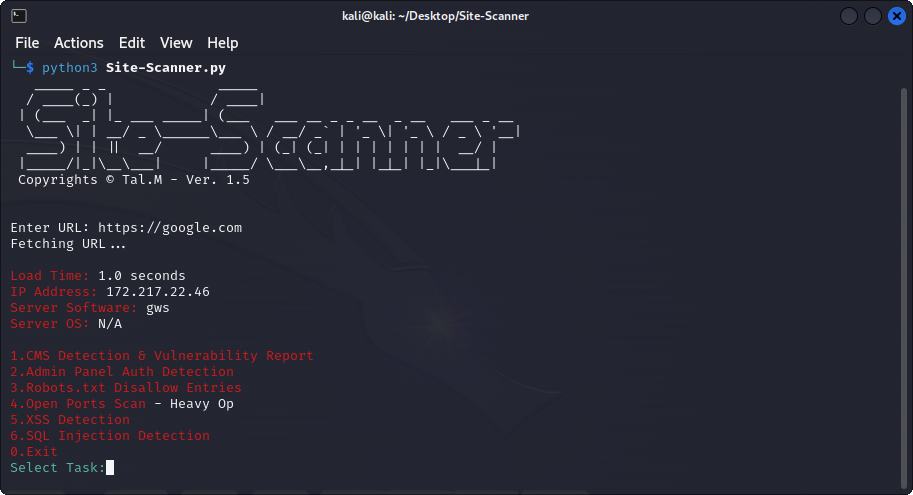 kali@kali: ~/Desktop/Site-Scanner
File Actions Edit View Help
└─$ python3 Site-Scanner.py
Site-Scanner
Copyrights © Tal.M - Ver. 1.5
Enter URL: https://google.com
Fetching URL...
Load Time: 1.0 seconds
IP Address: 172.217.22.46
Server Software: gws
Server OS: N/A
1.CMS Detection & Vulnerability Report
2.Admin Panel Auth Detection
3.Robots.txt Disallow Entries
4.Open Ports Scan - Heavy Op
5.XSS Detection
6.SQL Injection Detection
0.Exit
Select Task: